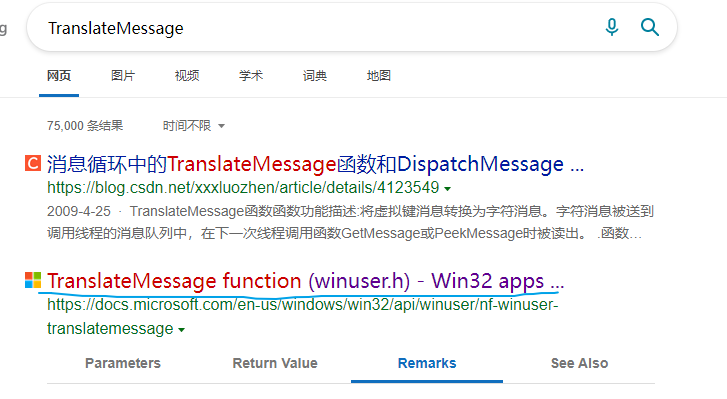 g
TranslateMessage
网页 图片 视频 学术 词典 地图
75,000 条结果 时间不限
C 消息循环中的TranslateMessage函数和DispatchMessage ...
https://blog.csdn.net/xxxluozhen/article/details/4123549
2009-4-25 · TranslateMessage函数函数功能描述:将虚拟键消息转换为字符消息。字符消息被送到
调用线程的消息队列中，在下一次线程调用函数GetMessage或PeekMessage时被读出。 .函数…
TranslateMessage function (winuser.h) - Win32 apps ...
https://docs.microsoft.com/en-us/windows/win32/api/winuser/nf-winuser-
translatemessage
Parameters Return Value Remarks See Also